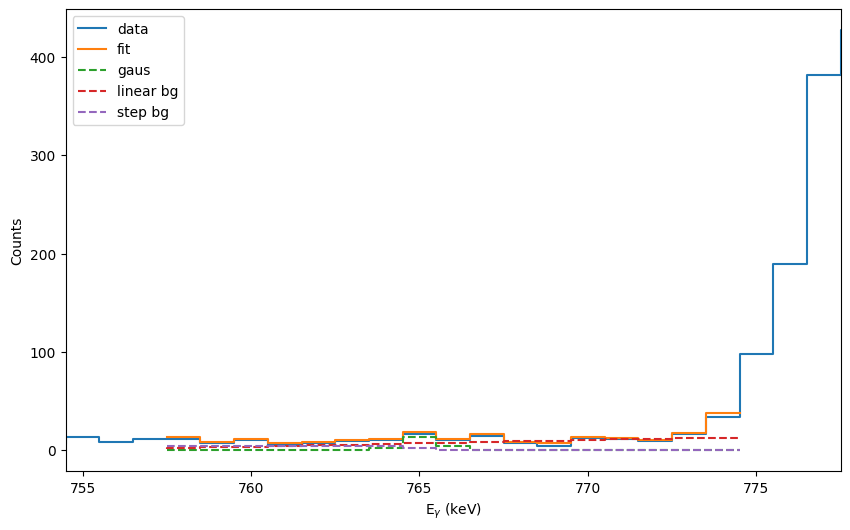 data
fit
gaus
linear bg
step bg
400
300
200
100
0
Counts
755
760
765
770
775
Eγ (keV)